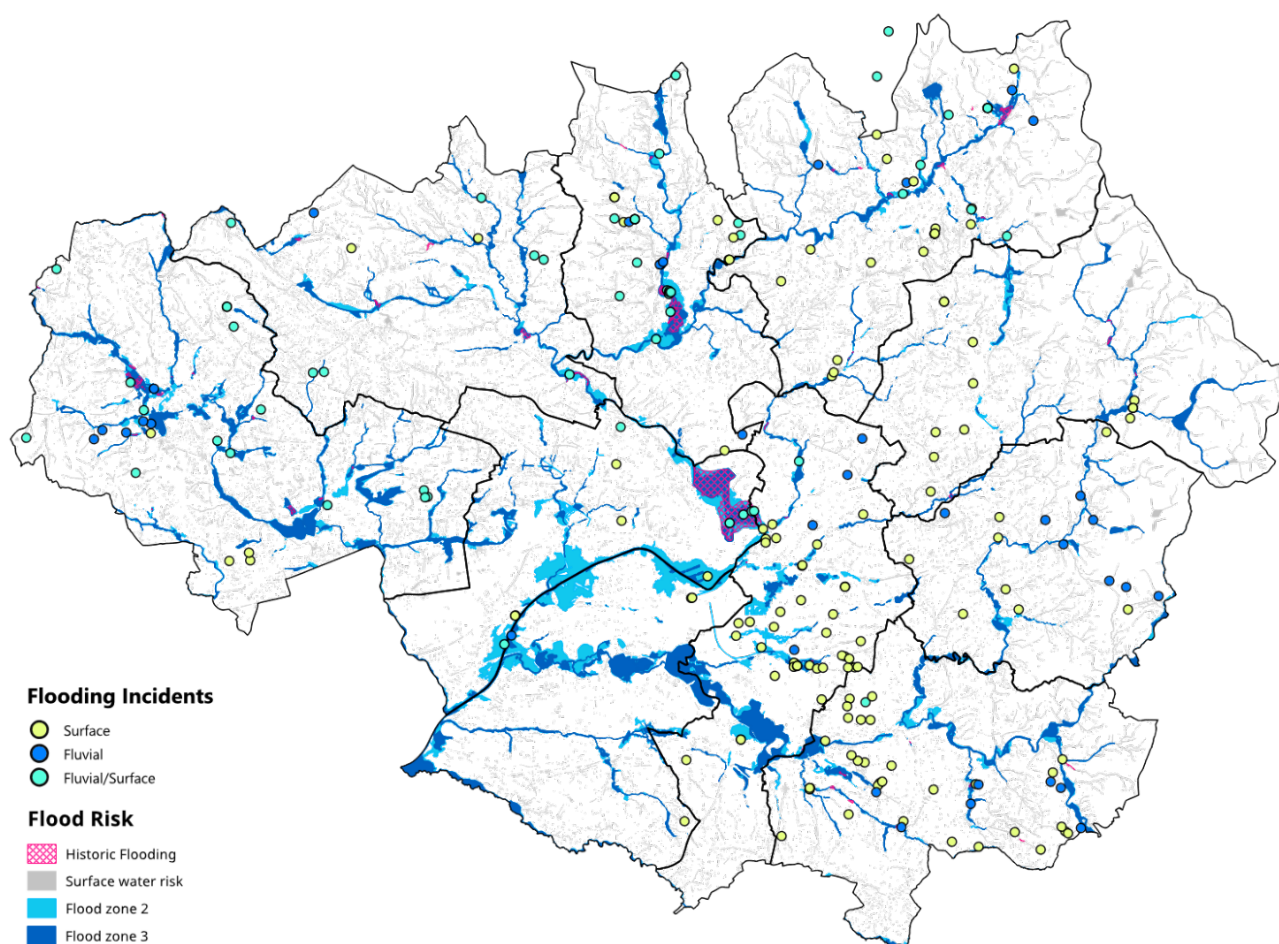 Flooding Incidents
Surface
Fluvial
Fluvial/Surface
Flood Risk
Historic Flooding
Surface water risk
Flood zone 2
Flood zone 3